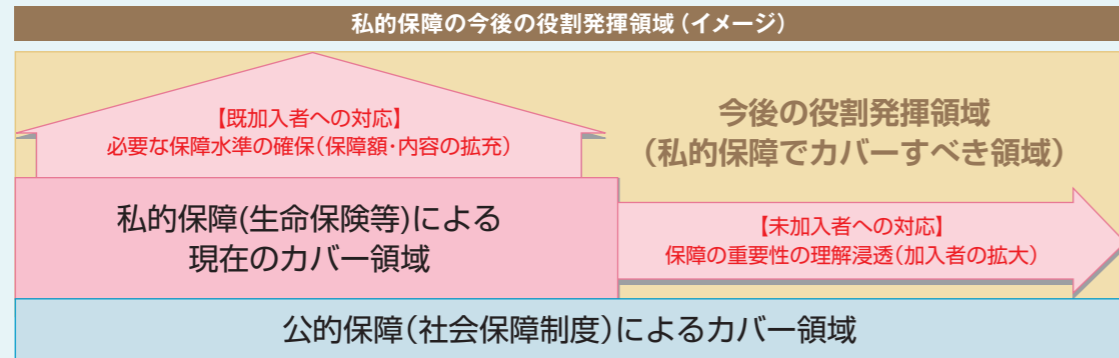 私的保障の今後の役割発揮領域（イメージ）
【既加入者への対応】
必要な保障水準の確保（保障額・内容の拡充）
今後の役割発揮領域
（私的保障でカバーすべき領域）
私的保障(生命保険等)による
現在のカバー領域
【未加入者への対応】
保障の重要性の理解浸透（加入者の拡大）
公的保障（社会保障制度）によるカバー領域